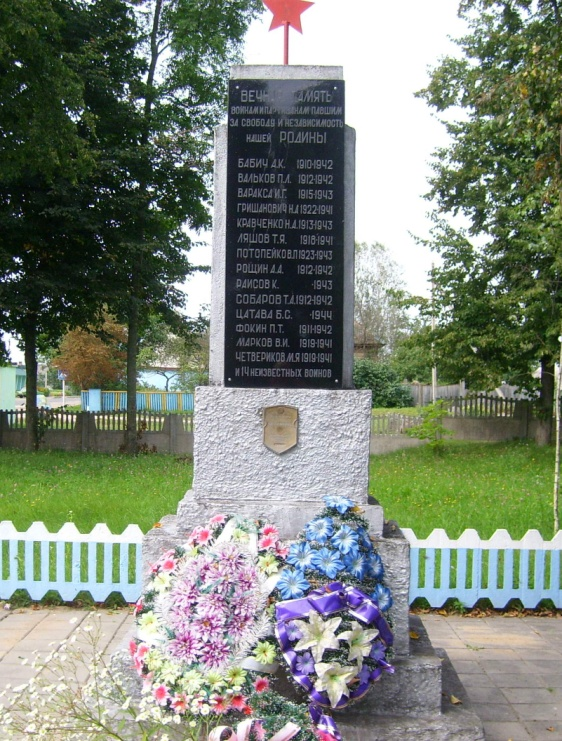 ВЕЧНАЯ ПАМЯТЬ
ВОИНАМ И ПАРТИЗАНАМ ПАВШИМ
ЗА СВОБОДУ И НЕЗАВИСИМОСТЬ
НАШЕЙ РОДИНЫ
БАБИЧ А.К. 1910-1942
ВАЛЬКОВ П.Л. 1912-1942
ВАРАКСА И.Г. 1915-1943
ГРИШАНОВИЧ Н.А 1922-1941
КРАВЧЕНКО Н.Д. 1913-1943
ЛЯШОВ Т.Я. 1918-1941
ПОТОПЕЙКО В.П 1923-1943
РОЩИН А.А. 1912-1942
РАИСОВ К. -1943
СОБАРОВ Т.А. 1912-1942
ЦАТАВА Б.С. -1944
ФОКИН П.Т. 1911-1942
МАРКОВ В.И. 1919-1941
ЧЕТВЕРИКОВ М.Я 1919-1941
И 14 НЕИЗВЕСТНЫХ ВОИНОВ